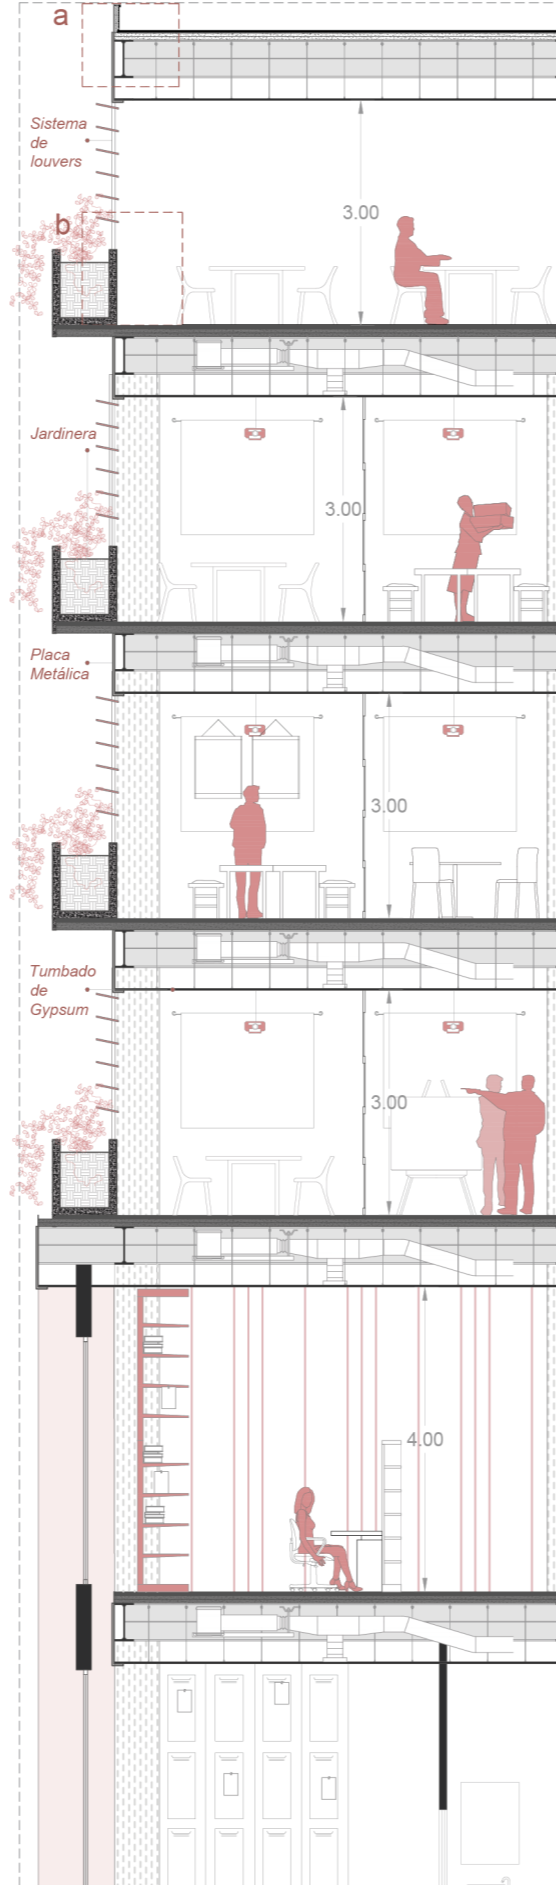 a
Sistema
de
louvers
3.00
b
Jardinera
3.00
Placa
Metálica
3.00
Tumbado
de
Gypsum
3.00
4.00